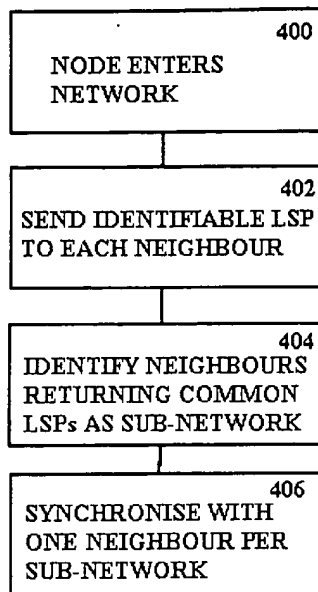 400
NODE ENTERS
NETWORK
402
SEND IDENTIFIABLE LSP
TO EACH NEIGHBOUR
404
IDENTIFY NEIGHBOURS
RETURNING COMMON
LSPs AS SUB-NETWORK
406
SYNCHRONISE WITH
ONE NEIGHBOUR PER
SUB-NETWORK